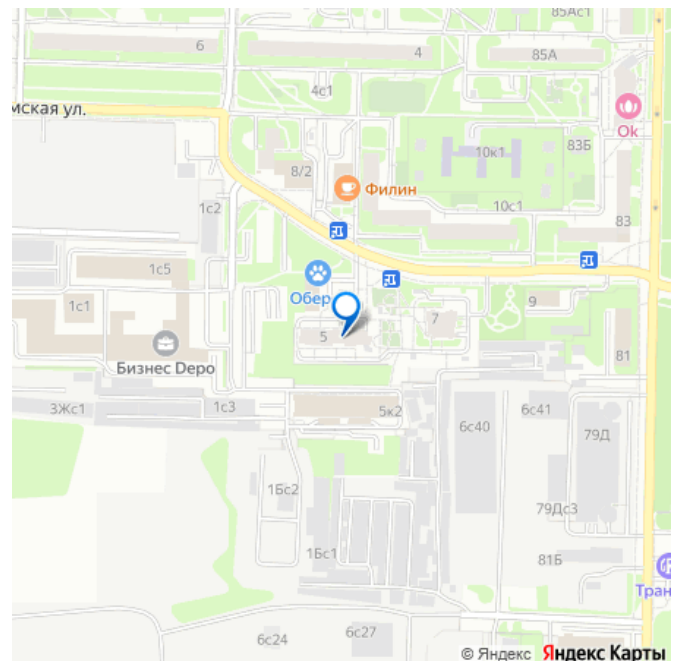 85Ас1
6
4
85А
4с1
мская ул.
Ok
10к1
83Б
8/2
Филин
10с1
1с2
83
1с5
Обер
1с1
9
7
5
Бизнес Depo
81
3Жс1
1с3
5к2
6с40
6с41
79Д
1Бс2
79Дс3
1Бс1
81Б
Тран
6с24
6с27
© Яндекс Яндекс Карты